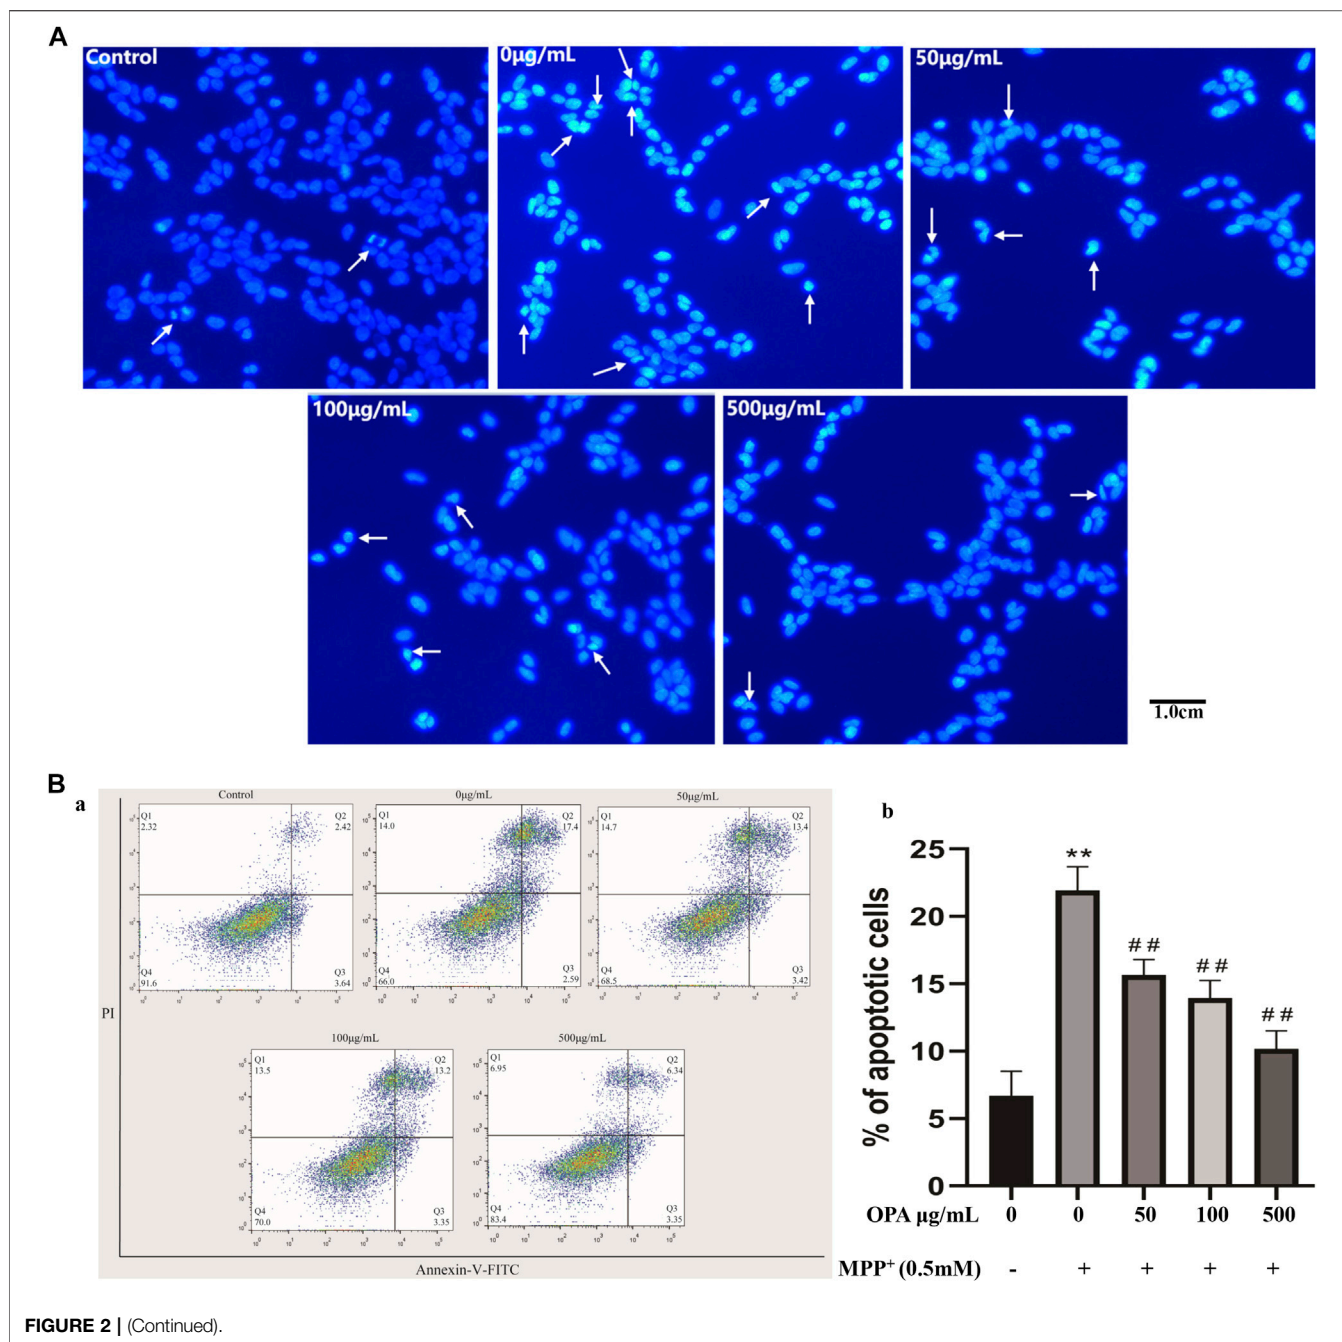 A
Control
0µg/mL
50µg/mL
100µg/mL
500µg/mL
1.0cm
B
a
Control
0µg/mL
50µg/mL
Q1
2.32
Q2
2.42
Q4
91.6
Q3
3.64
Q1
14.0
Q2
17.4
Q4
66.0
Q3
2.59
Q1
14.7
Q2
13.4
Q4
68.5
Q3
3.42
PI
100µg/mL
500µg/mL
Q1
13.5
Q2
13.2
Q4
70.0
Q3
3.35
Q1
6.95
Q2
6.34
Q4
83.4
Q3
3.35
Annexin-V-FITC
b
% of apoptotic cells
25
20
15
10
5
0
**
##
##
##
OPA µg/mL 0 0 50 100 500
MPP+ (0.5mM) - + + + +
FIGURE 2 | (Continued).